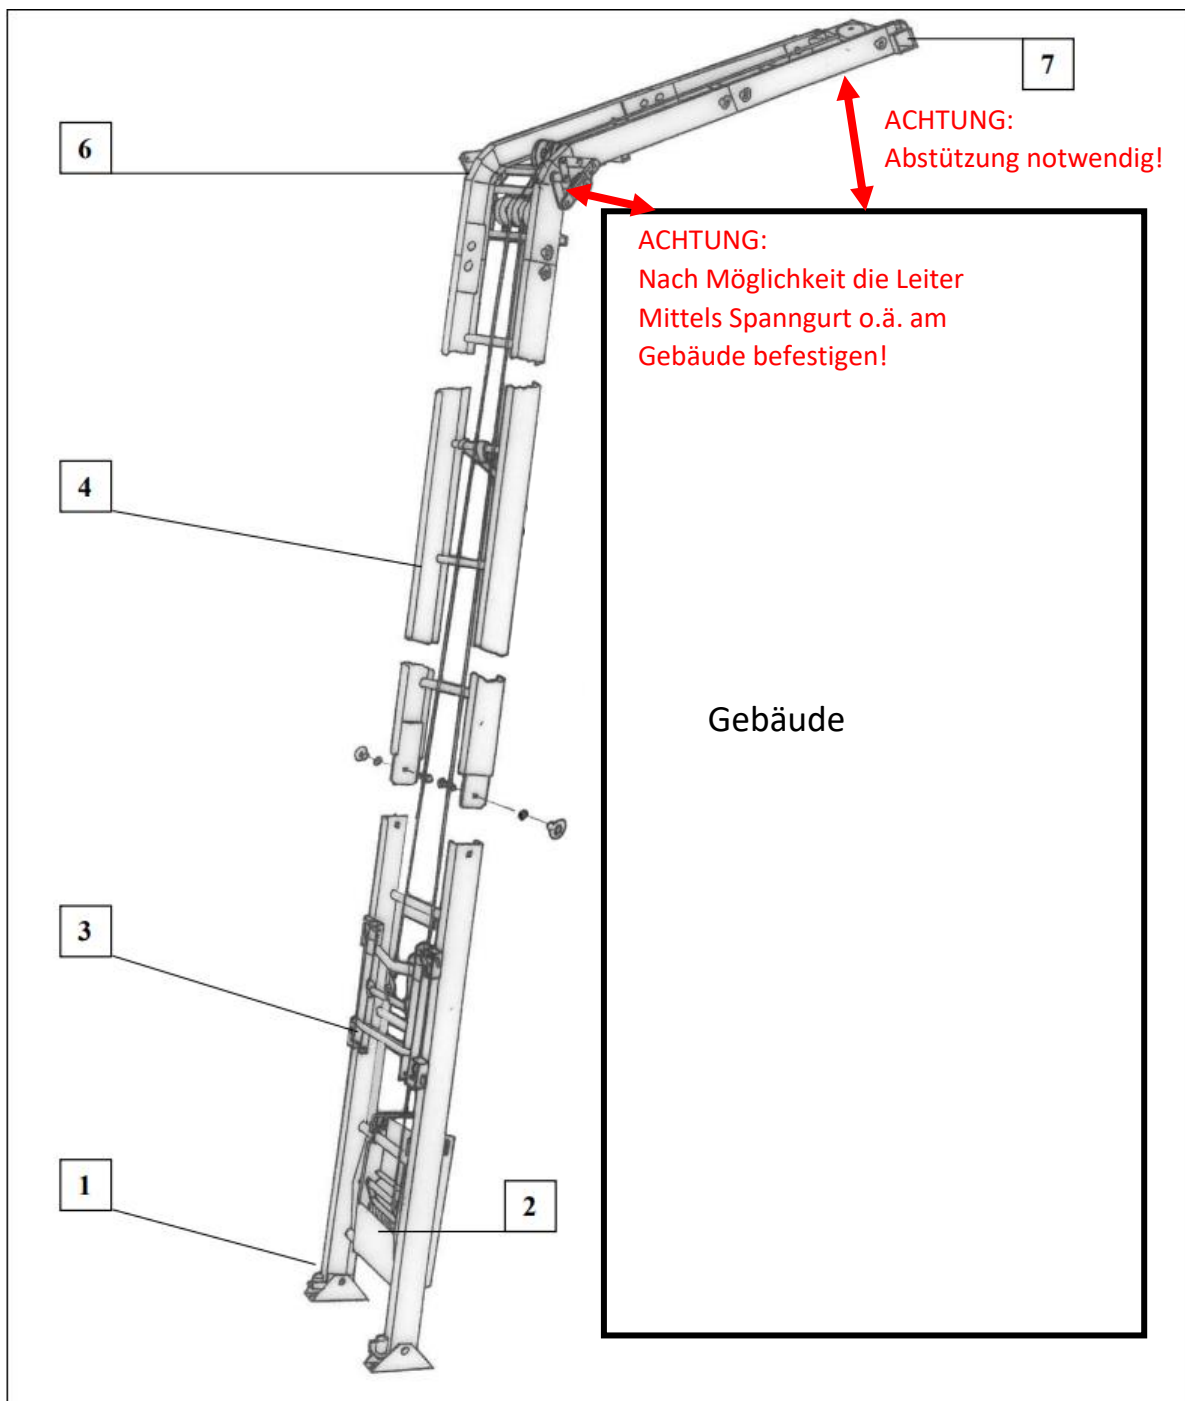 7
ACHTUNG:
Abstützung notwendig!
6
ACHTUNG:
Nach Möglichkeit die Leiter
Mittels Spanngurt o.ä. am
Gebäude befestigen!
4
Gebäude
3
1
2